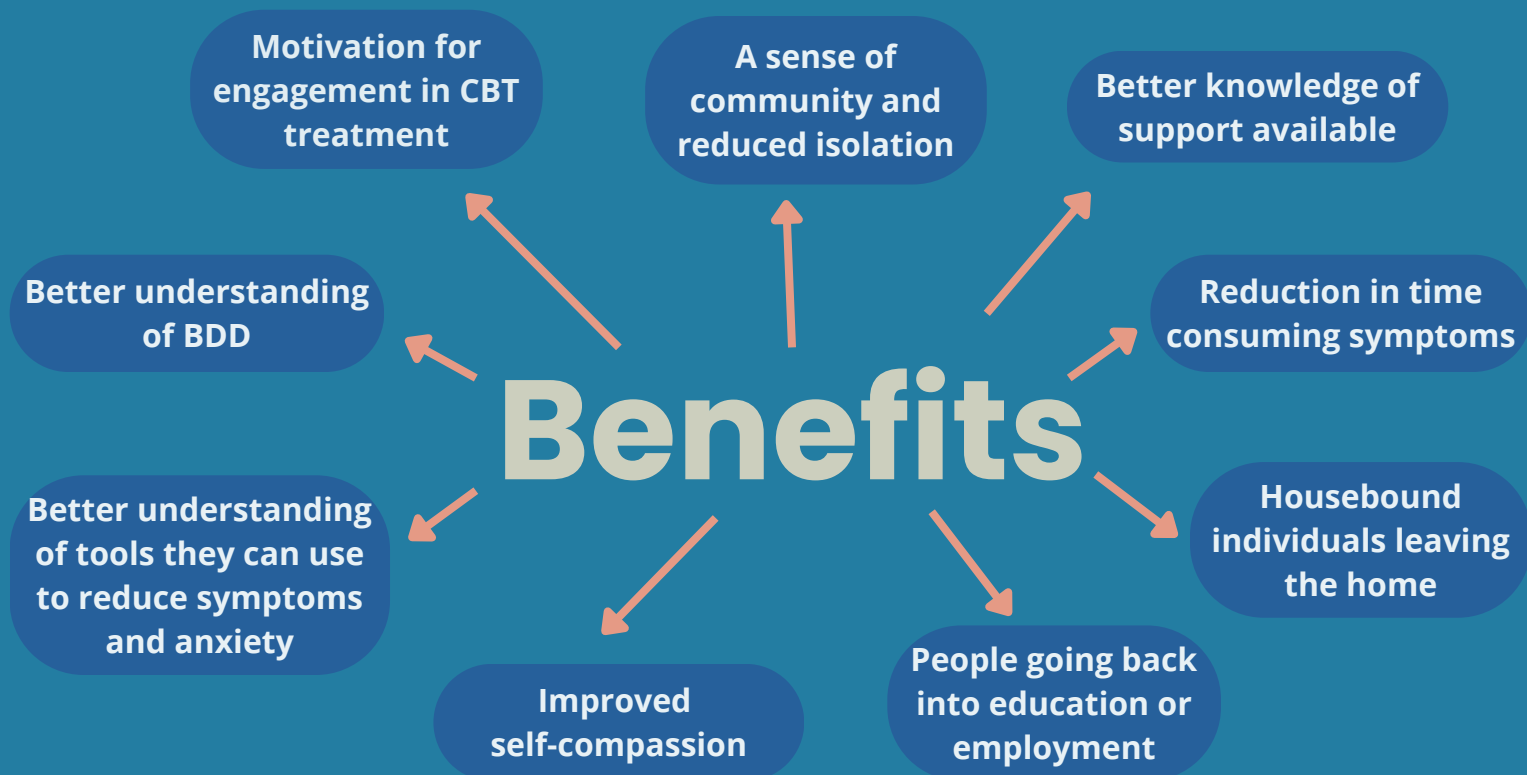 Motivation for
engagement in CBT
treatment
A sense of
community and
reduced isolation
Better knowledge of
support available
Better understanding
of BDD
Reduction in time
consuming symptoms
Benefits
Better understanding
of tools they can use
to reduce symptoms
and anxiety
Housebound
individuals leaving
the home
Improved
self-compassion
People going back
into education or
employment